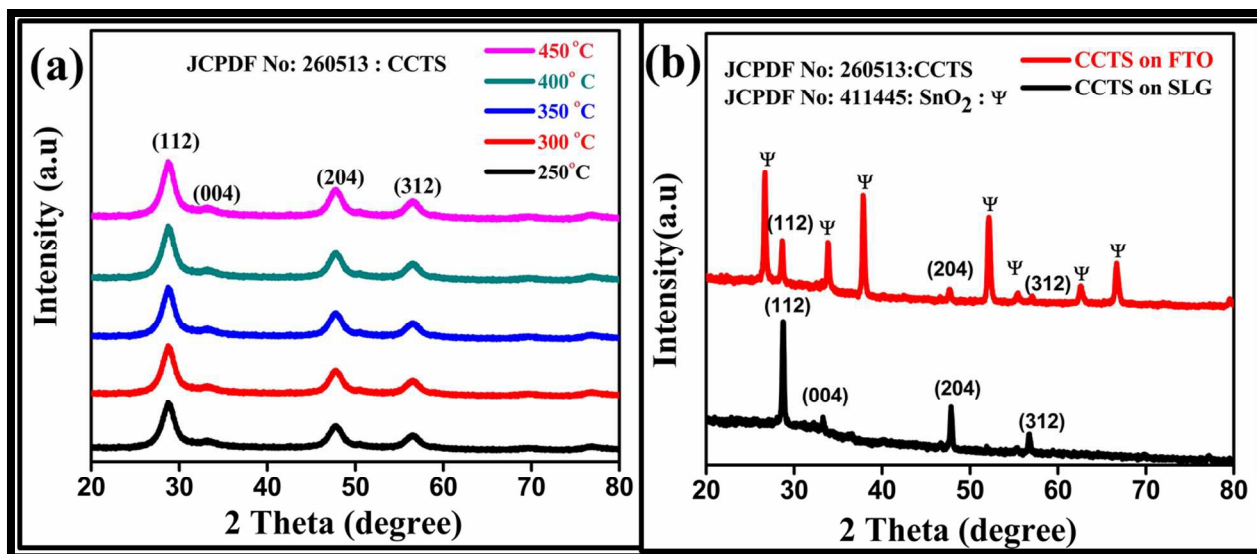 (a)
JCPDF No: 260513 : CCTS
450 °C
400° C
350 °C
300 °C
250°C
(112)
(004)
(204)
(312)
Intensity (a.u)
20 30 40 50 60 70 80
2 Theta (degree)
(b)
JCPDF No: 260513:CCTS
JCPDF No: 411445: SnO₂ : Ψ
CCTS on FTO
CCTS on SLG
Ψ
(112)
Ψ
Ψ
(204)
Ψ
Ψ
(312)
Ψ
Ψ
(112)
(004)
(204)
(312)
Intensity(a.u)
20 30 40 50 60 70 80
2 Theta (degree)